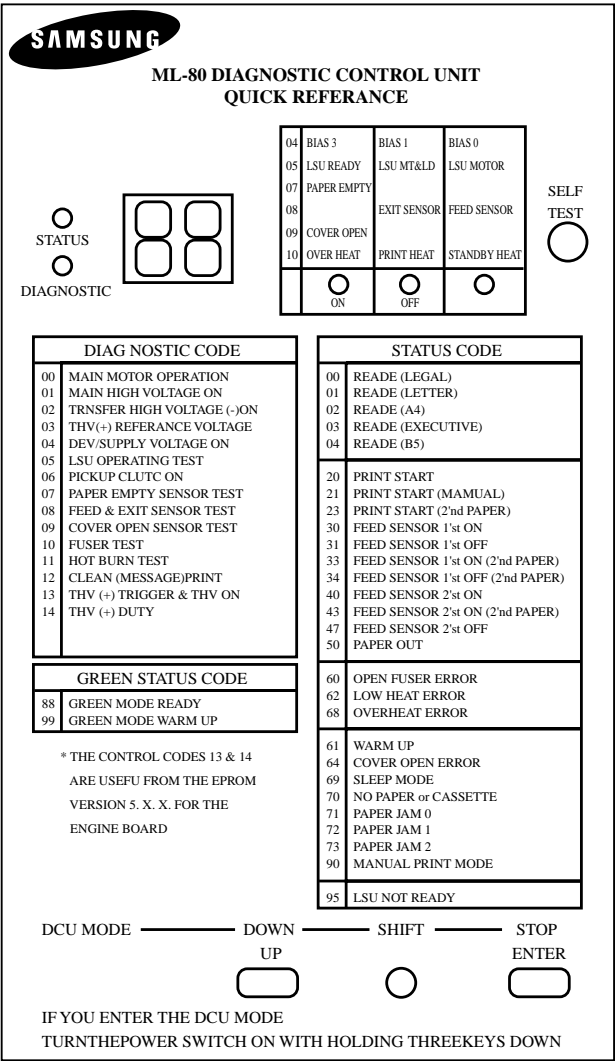 SAMSUNG
ML-80 DIAGNOSTIC CONTROL UNIT
QUICK REFERANCE
04 BIAS 3 BIAS 1 BIAS 0
05 LSU READY LSU MT&LD LSU MOTOR
07 PAPER EMPTY
08 EXIT SENSOR FEED SENSOR
09 COVER OPEN
10 OVER HEAT PRINT HEAT STANDBY HEAT
ON OFF
SELF
TEST
STATUS
DIAGNOSTIC
88
DIAG NOSTIC CODE
00 MAIN MOTOR OPERATION
01 MAIN HIGH VOLTAGE ON
02 TRNSFER HIGH VOLTAGE (-)ON
03 THV(+) REFERANCE VOLTAGE
04 DEV/SUPPLY VOLTAGE ON
05 LSU OPERATING TEST
06 PICKUP CLUTC ON
07 PAPER EMPTY SENSOR TEST
08 FEED & EXIT SENSOR TEST
09 COVER OPEN SENSOR TEST
10 FUSER TEST
11 HOT BURN TEST
12 CLEAN (MESSAGE)PRINT
13 THV (+) TRIGGER & THV ON
14 THV (+) DUTY
GREEN STATUS CODE
88 GREEN MODE READY
99 GREEN MODE WARM UP
* THE CONTROL CODES 13 & 14
ARE USEFU FROM THE EPROM
VERSION 5. X. X. FOR THE
ENGINE BOARD
STATUS CODE
00 READE (LEGAL)
01 READE (LETTER)
02 READE (A4)
03 READE (EXECUTIVE)
04 READE (B5)
20 PRINT START
21 PRINT START (MAMUAL)
23 PRINT START (2'nd PAPER)
30 FEED SENSOR 1'st ON
31 FEED SENSOR 1'st OFF
33 FEED SENSOR 1'st ON (2'nd PAPER)
34 FEED SENSOR 1'st OFF (2'nd PAPER)
40 FEED SENSOR 2'st ON
43 FEED SENSOR 2'st ON (2'nd PAPER)
47 FEED SENSOR 2'st OFF
50 PAPER OUT
60 OPEN FUSER ERROR
62 LOW HEAT ERROR
68 OVERHEAT ERROR
61 WARM UP
64 COVER OPEN ERROR
69 SLEEP MODE
70 NO PAPER or CASSETTE
71 PAPER JAM 0
72 PAPER JAM 1
73 PAPER JAM 2
90 MANUAL PRINT MODE
95 LSU NOT READY
DCU MODE DOWN SHIFT STOP
UP ENTER
IF YOU ENTER THE DCU MODE
TURNTHEPOWER SWITCH ON WITH HOLDING THREEKEYS DOWN